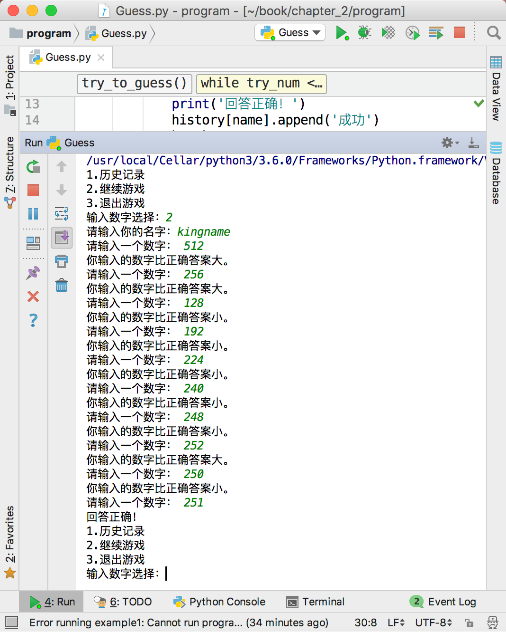 Guess.py - program - [~/book/chapter_2/program]
program Guess.py Guess
Guess.py
1: Project
Z: Structure
2: Favorites
Data View
Database
try_to_guess() while try_num <…
13 print('回答正确! ')
14 history[name].append('成功')
Run Guess
/usr/local/Cellar/python3/3.6.0/Frameworks/Python.framework/
1.历史记录
2.继续游戏
3.退出游戏
输入数字选择：2
请输入你的名字：kingname
请输入一个数字： 512
你输入的数字比正确答案大。
请输入一个数字： 256
你输入的数字比正确答案大。
请输入一个数字： 128
你输入的数字比正确答案小。
请输入一个数字： 192
你输入的数字比正确答案小。
请输入一个数字： 224
你输入的数字比正确答案小。
请输入一个数字： 240
你输入的数字比正确答案小。
请输入一个数字： 248
你输入的数字比正确答案小。
请输入一个数字： 252
你输入的数字比正确答案大。
请输入一个数字： 250
你输入的数字比正确答案小。
请输入一个数字： 251
回答正确!
1.历史记录
2.继续游戏
3.退出游戏
输入数字选择：
4: Run 6: TODO Python Console Terminal 2 Event Log
Error running example1: Cannot run progra... (34 minutes ago) 30:8 LF UTF-8